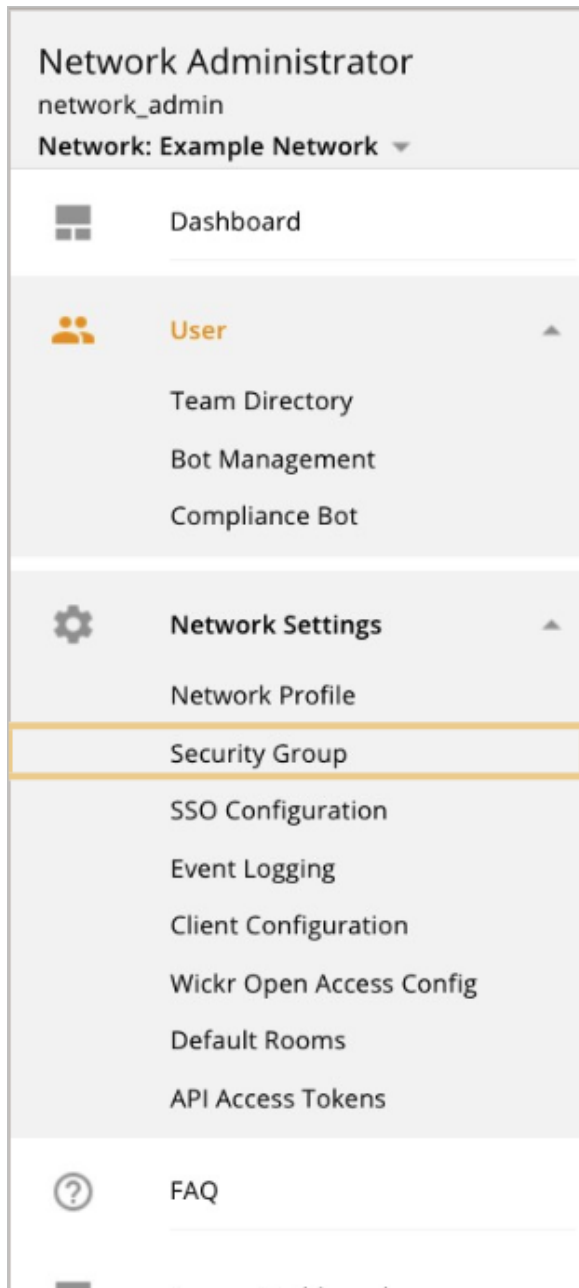 Network Administrator
network_admin
Network: Example Network
Dashboard
User
Team Directory
Bot Management
Compliance Bot
Network Settings
Network Profile
Security Group
SSO Configuration
Event Logging
Client Configuration
Wickr Open Access Config
Default Rooms
API Access Tokens
FAQ